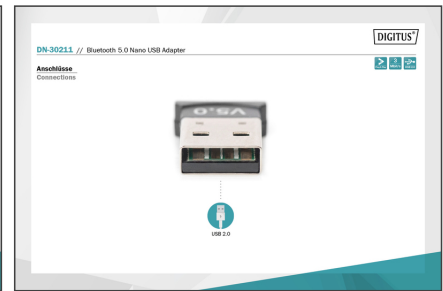 DIGITUS®
DN-30211 // Bluetooth 5.0 Nano USB Adapter
Anschlüsse
Connections
V5.0
USB 2.0